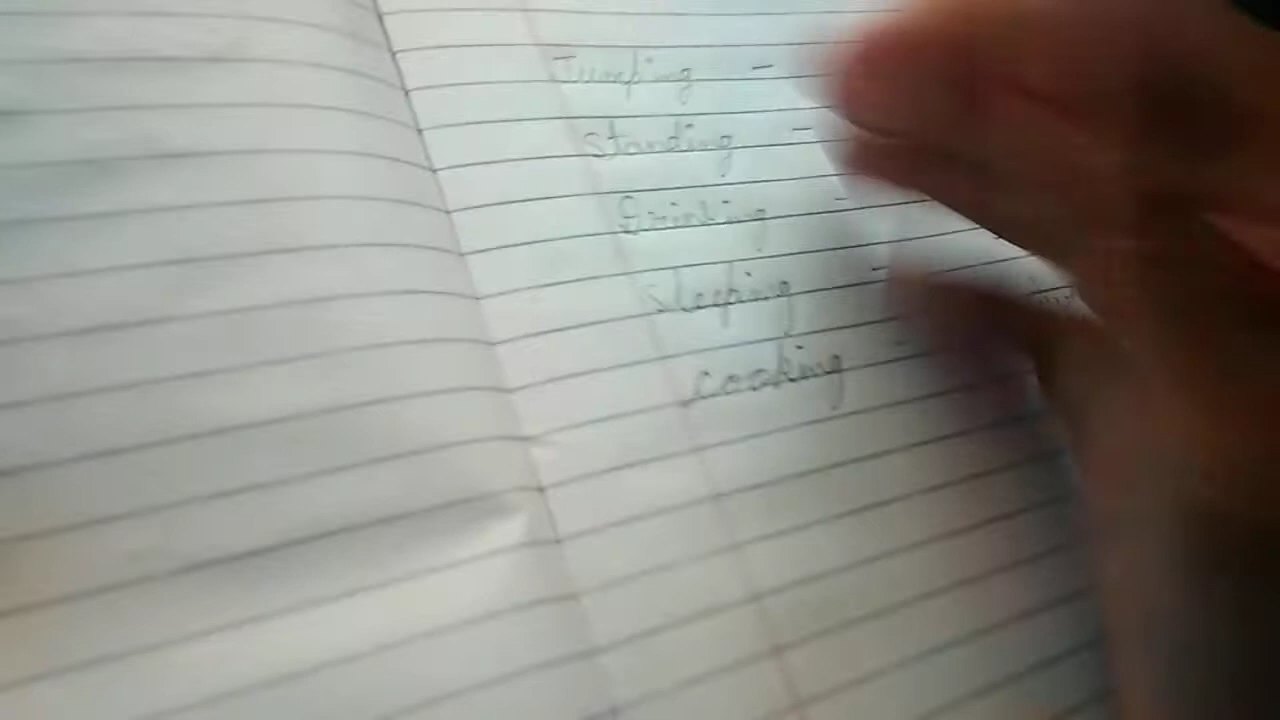 Jumping -
Standing -
Drinking -
Sleeping -
cooking -